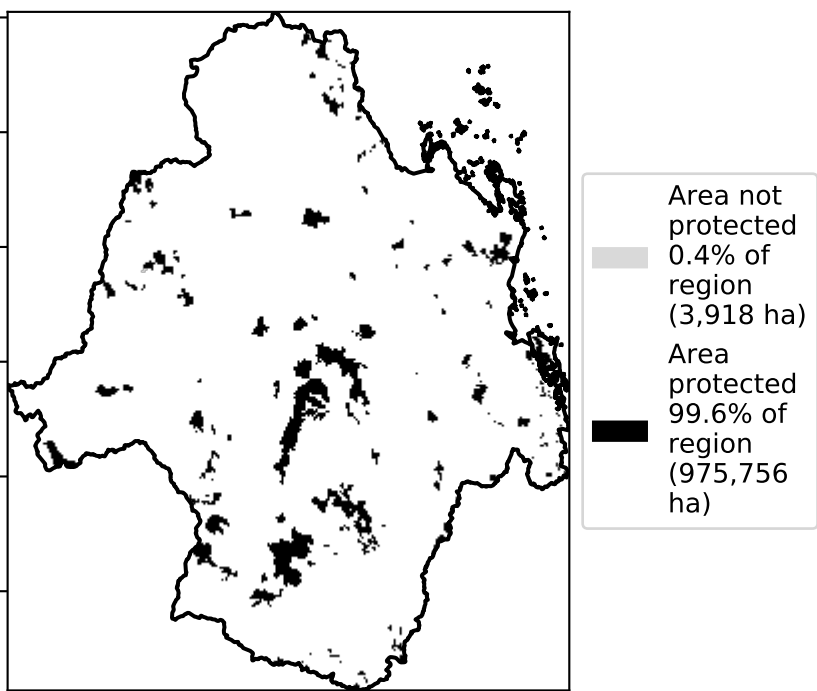 Area not
protected
0.4% of
region
(3,918 ha)
Area
protected
99.6% of
region
(975,756
ha)